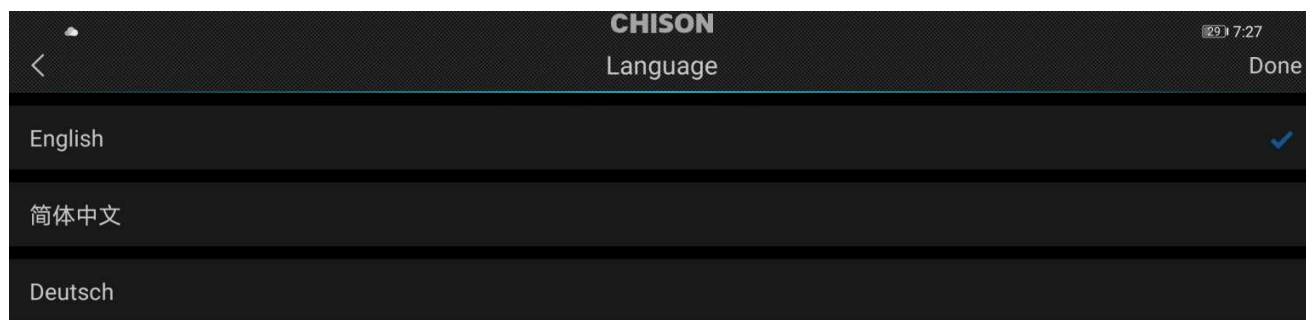 CHISON
29 7:27
Language
Done
English
简体中文
Deutsch